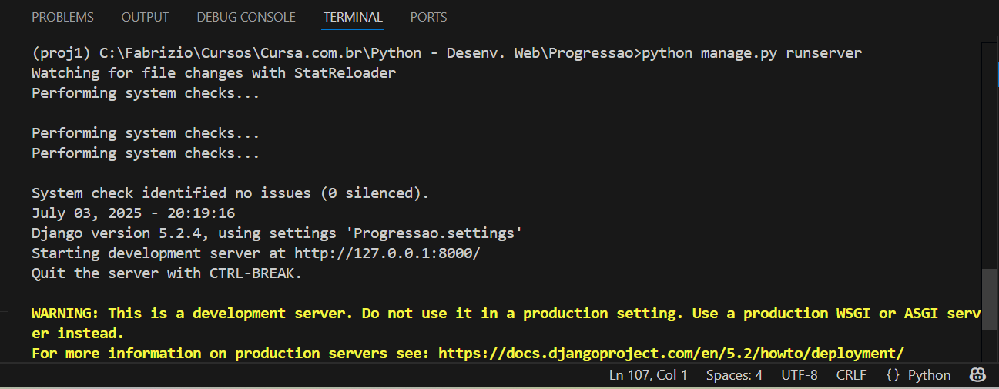 PROBLEMS OUTPUT DEBUG CONSOLE TERMINAL PORTS
(proj1) C:\Fabrizio\Cursos\Cursa.com.br\Python - Desenv. Web\Progressao>python manage.py runserver
Watching for file changes with StatReloader
Performing system checks...
Performing system checks...
Performing system checks...
System check identified no issues (0 silenced).
July 03, 2025 - 20:19:16
Django version 5.2.4, using settings 'Progressao.settings'
Starting development server at http://127.0.0.1:8000/
Quit the server with CTRL-BREAK.
WARNING: This is a development server. Do not use it in a production setting. Use a production WSGI or ASGI serv
er instead.
For more information on production servers see: https://docs.djangoproject.com/en/5.2/howto/deployment/
Ln 107, Col 1 Spaces: 4 UTF-8 CRLF {} Python